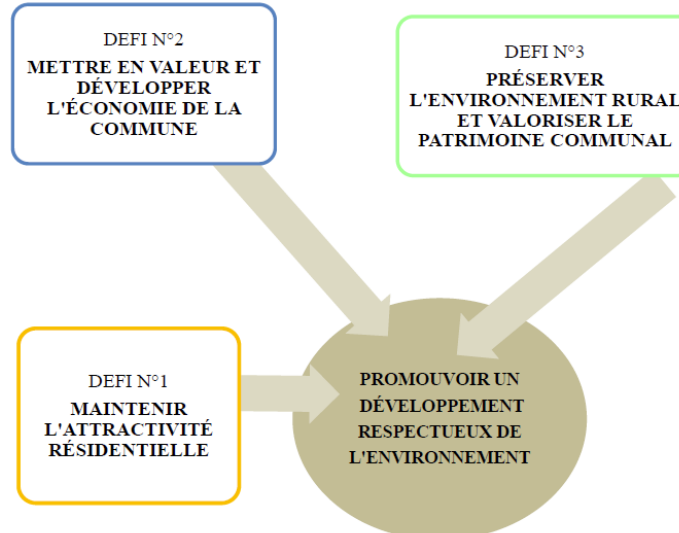 DEFI N°2
METTRE EN VALEUR ET
DÉVELOPPER
L'ÉCONOMIE DE LA
COMMUNE
DEFI N°3
PRÉSERVER
L'ENVIRONNEMENT RURAL
ET VALORISER LE
PATRIMOINE COMMUNAL
DEFI N°1
MAINTENIR
L'ATTRACTIVITÉ
RÉSIDENTIELLE
PROMOUVOIR UN
DÉVELOPPEMENT
RESPECTUEUX DE
L'ENVIRONNEMENT